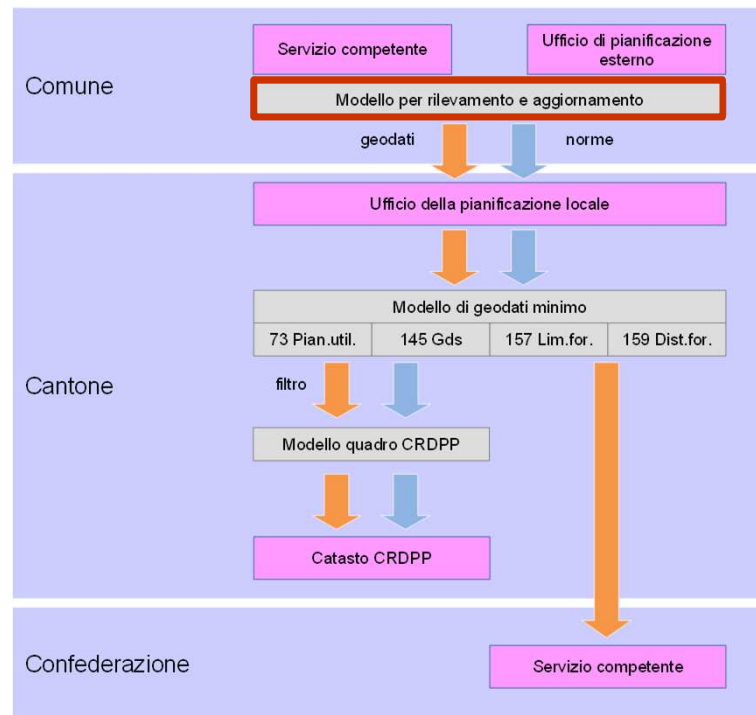 Comune
Servizio competente
Ufficio di pianificazione
esterno
Modello per rilevamento e aggiornamento
geodati
norme
Cantone
Ufficio della pianificazione locale
Modello di geodati minimo
73 Pian.util.
145 Gds
157 Lim.for.
159 Dist.for.
filtro
Modello quadro CRDPP
Catasto CRDPP
Confederazione
Servizio competente